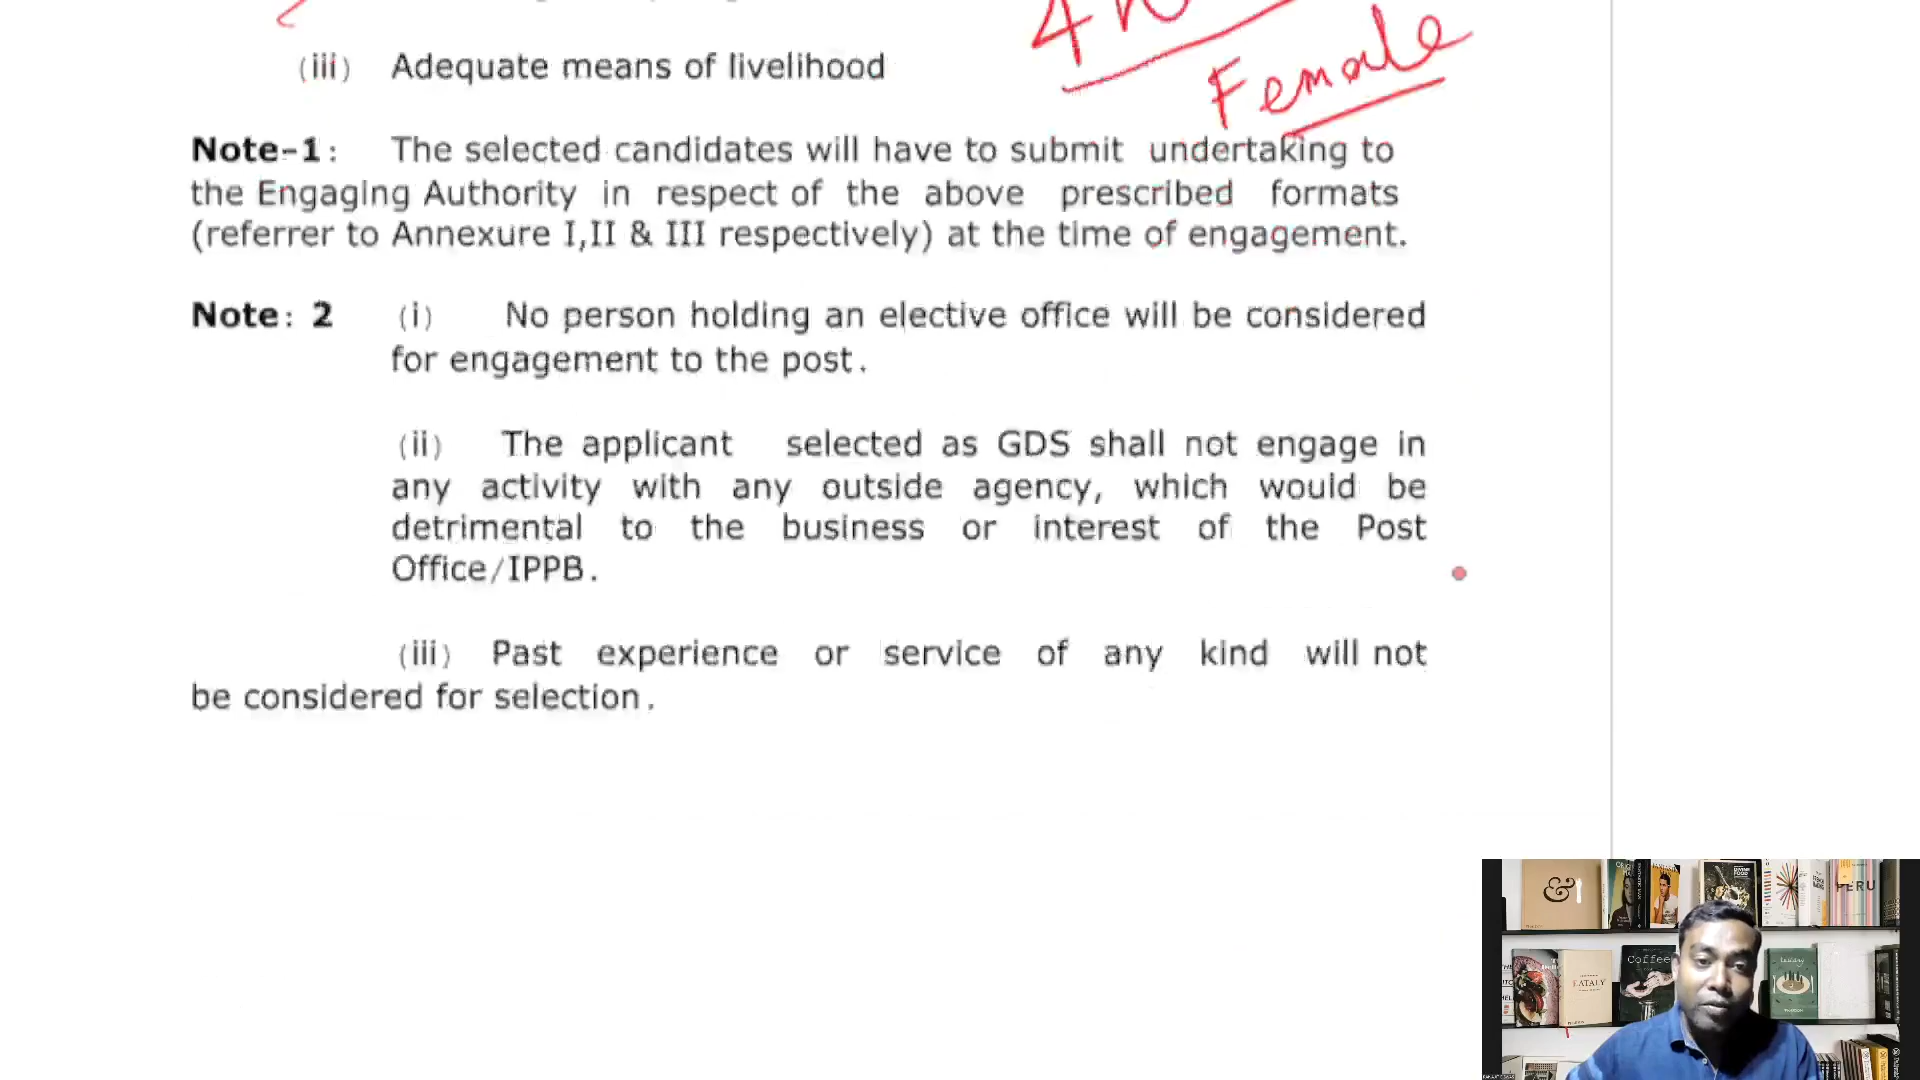 (iii) Adequate means of livelihood
Female
Note-1: The selected candidates will have to submit undertaking to
the Engaging Authority in respect of the above prescribed formats
(referrer to Annexure I,II & III respectively) at the time of engagement.
Note: 2 (i) No person holding an elective office will be considered
for engagement to the post.
(ii) The applicant selected as GDS shall not engage in
any activity with any outside agency, which would be
detrimental to the business or interest of the Post
Office/IPPB.
(iii) Past experience or service of any kind will not
be considered for selection.
&
PERU
Coffee
EATALY